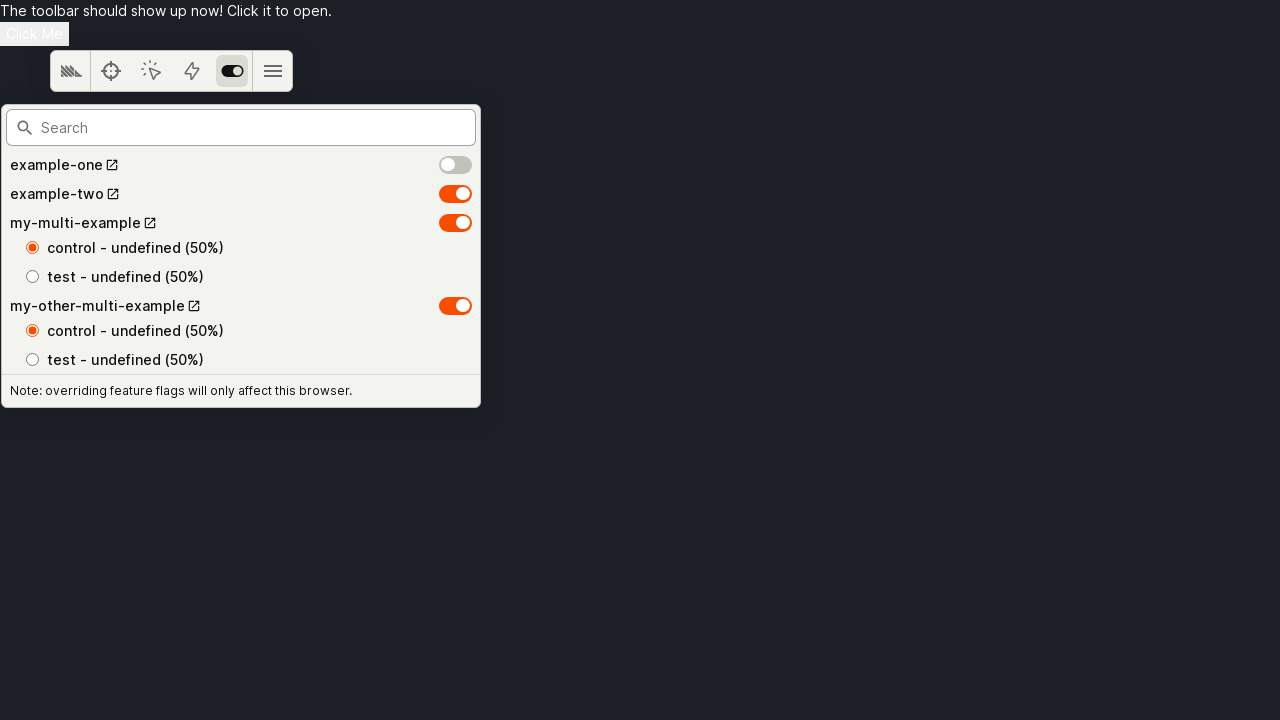 The toolbar should show up now! Click it to open.
Click Me
Search
example-one
example-two
my-multi-example
control - undefined (50%)
test - undefined (50%)
my-other-multi-example
control - undefined (50%)
test - undefined (50%)
Note: overriding feature flags will only affect this browser.